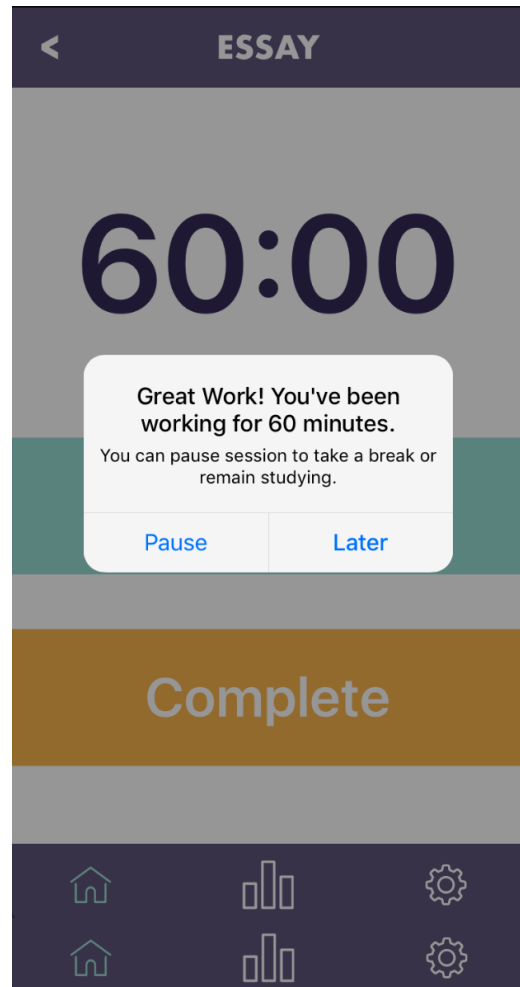 < ESSAY
60:00
Great Work! You've been
working for 60 minutes.
You can pause session to take a break or
remain studying.
Pause Later
Complete